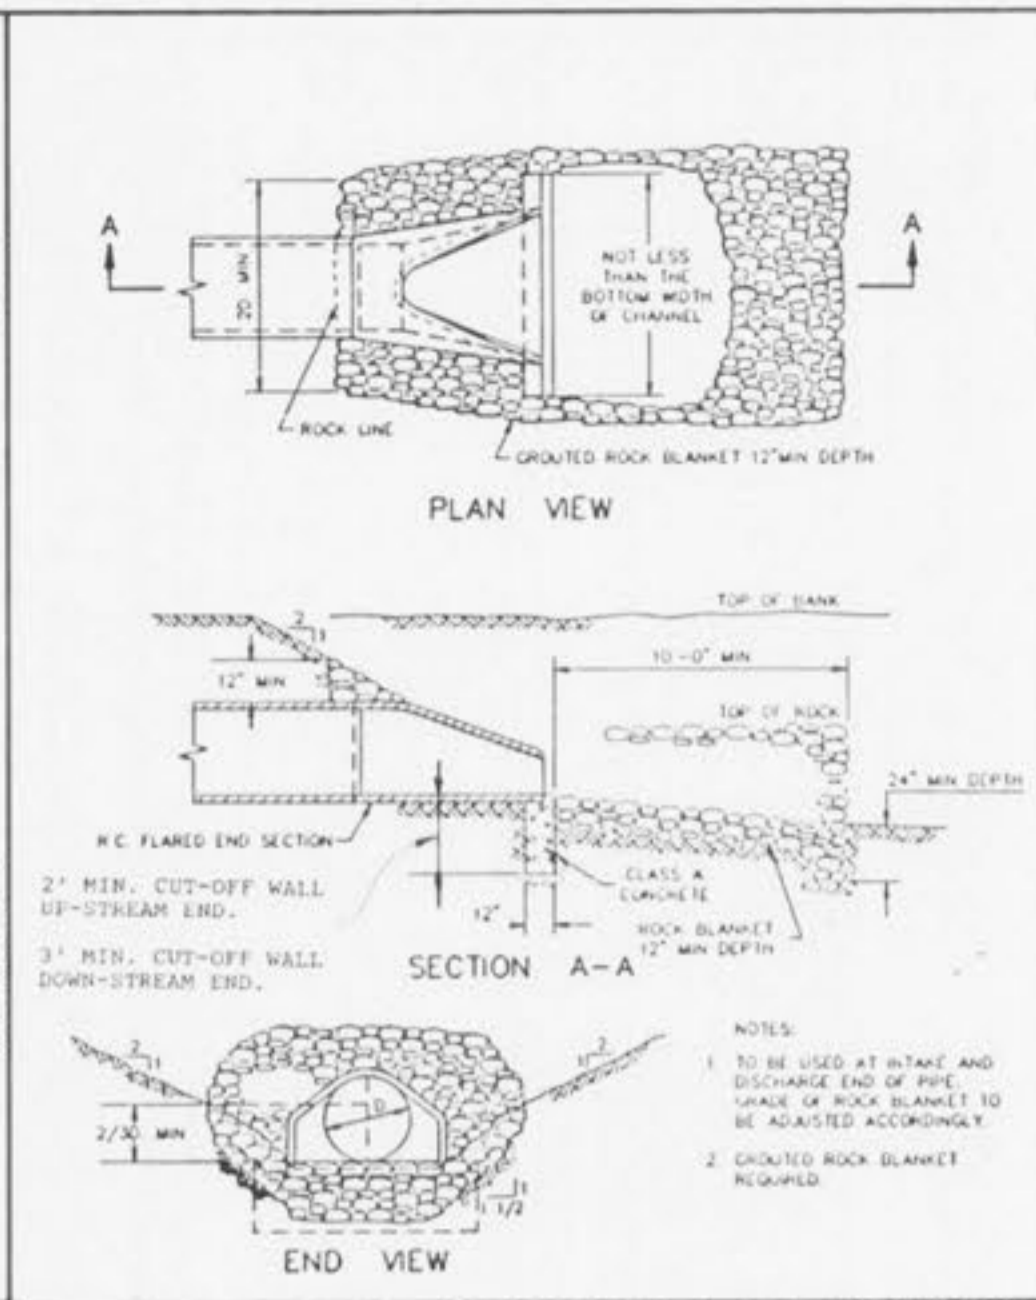 A
A
2D MIN
NOT LESS
THAN THE
BOTTOM WIDTH
OF CHANNEL
ROCK LINE
GROUTED ROCK BLANKET 12" MIN DEPTH
PLAN VIEW
TOP OF BANK
2
1
10'-0" MIN
12" MIN
TOP OF ROCK
24" MIN DEPTH
R.C. FLARED END SECTION
CLASS A
CONCRETE
2' MIN. CUT-OFF WALL
UP-STREAM END.
12"
ROCK BLANKET
12" MIN DEPTH
3' MIN. CUT-OFF WALL
DOWN-STREAM END.
SECTION A-A
2
1
2
1
D
2/3D MIN
1
1 1/2
END VIEW
NOTES:
1. TO BE USED AT INTAKE AND
DISCHARGE END OF PIPE.
GRADE OF ROCK BLANKET TO
BE ADJUSTED ACCORDINGLY.
2. GROUTED ROCK BLANKET
REQUIRED.